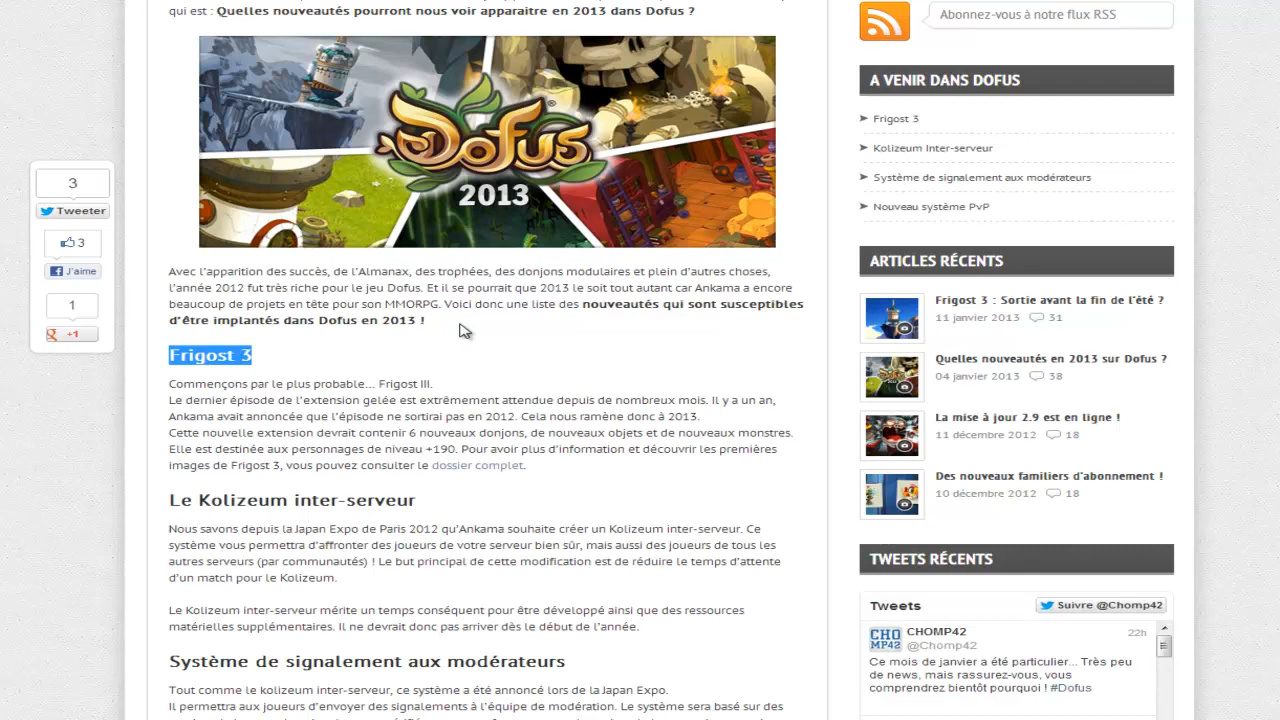 qui est : Quelles nouveautés pourront nous voir apparaitre en 2013 dans Dofus ?
Dofus®
2013
Avec l'apparition des succès, de l'Almanax, des trophées, des donjons modulaires et plein d'autres choses,
l'année 2012 fut très riche pour le jeu Dofus. Et il se pourrait que 2013 le soit tout autant car Ankama a encore
beaucoup de projets en tête pour son MMORPG. Voici donc une liste des nouveautés qui sont susceptibles
d'être implantés dans Dofus en 2013 !
Frigost 3
Commençons par le plus probable… Frigost III.
Le dernier épisode de l'extension gelée est extrêmement attendue depuis de nombreux mois. Il y a un an,
Ankama avait annoncée que l'épisode ne sortirai pas en 2012. Cela nous ramène donc à 2013.
Cette nouvelle extension devrait contenir 6 nouveaux donjons, de nouveaux objets et de nouveaux monstres.
Elle est destinée aux personnages de niveau +190. Pour avoir plus d'information et découvrir les premières
images de Frigost 3, vous pouvez consulter le dossier complet.
Le Kolizeum inter-serveur
Nous savons depuis la Japan Expo de Paris 2012 qu'Ankama souhaite créer un Kolizeum inter-serveur. Ce
système vous permettra d'affronter des joueurs de votre serveur bien sûr, mais aussi des joueurs de tous les
autres serveurs (par communautés) ! Le but principal de cette modification est de réduire le temps d'attente
d'un match pour le Kolizeum.
Le Kolizeum inter-serveur mérite un temps conséquent pour être développé ainsi que des ressources
matérielles supplémentaires. Il ne devrait donc pas arriver dès le début de l'année.
Système de signalement aux modérateurs
Tout comme le kolizeum inter-serveur, ce système a été annoncé lors de la Japan Expo.
Il permettra aux joueurs d'envoyer des signalements à l'équipe de modération. Le système sera basé sur des
3
Tweeter
3
J'aime
1
+1
Abonnez-vous à notre flux RSS
A VENIR DANS DOFUS
Frigost 3
Kolizeum Inter-serveur
Système de signalement aux modérateurs
Nouveau système PvP
ARTICLES RÉCENTS
Frigost 3 : Sortie avant la fin de l'été ?
11 janvier 2013 31
Quelles nouveautés en 2013 sur Dofus ?
04 janvier 2013 38
La mise à jour 2.9 est en ligne !
11 décembre 2012 18
Des nouveaux familiers d'abonnement !
10 décembre 2012 18
TWEETS RÉCENTS
Tweets Suivre @Chomp42
CHO
MP42
CHOMP42 22h
@Chomp42
Ce mois de janvier a été particulier... Très peu
de news, mais rassurez-vous, vous
comprendrez bientôt pourquoi ! #Dofus